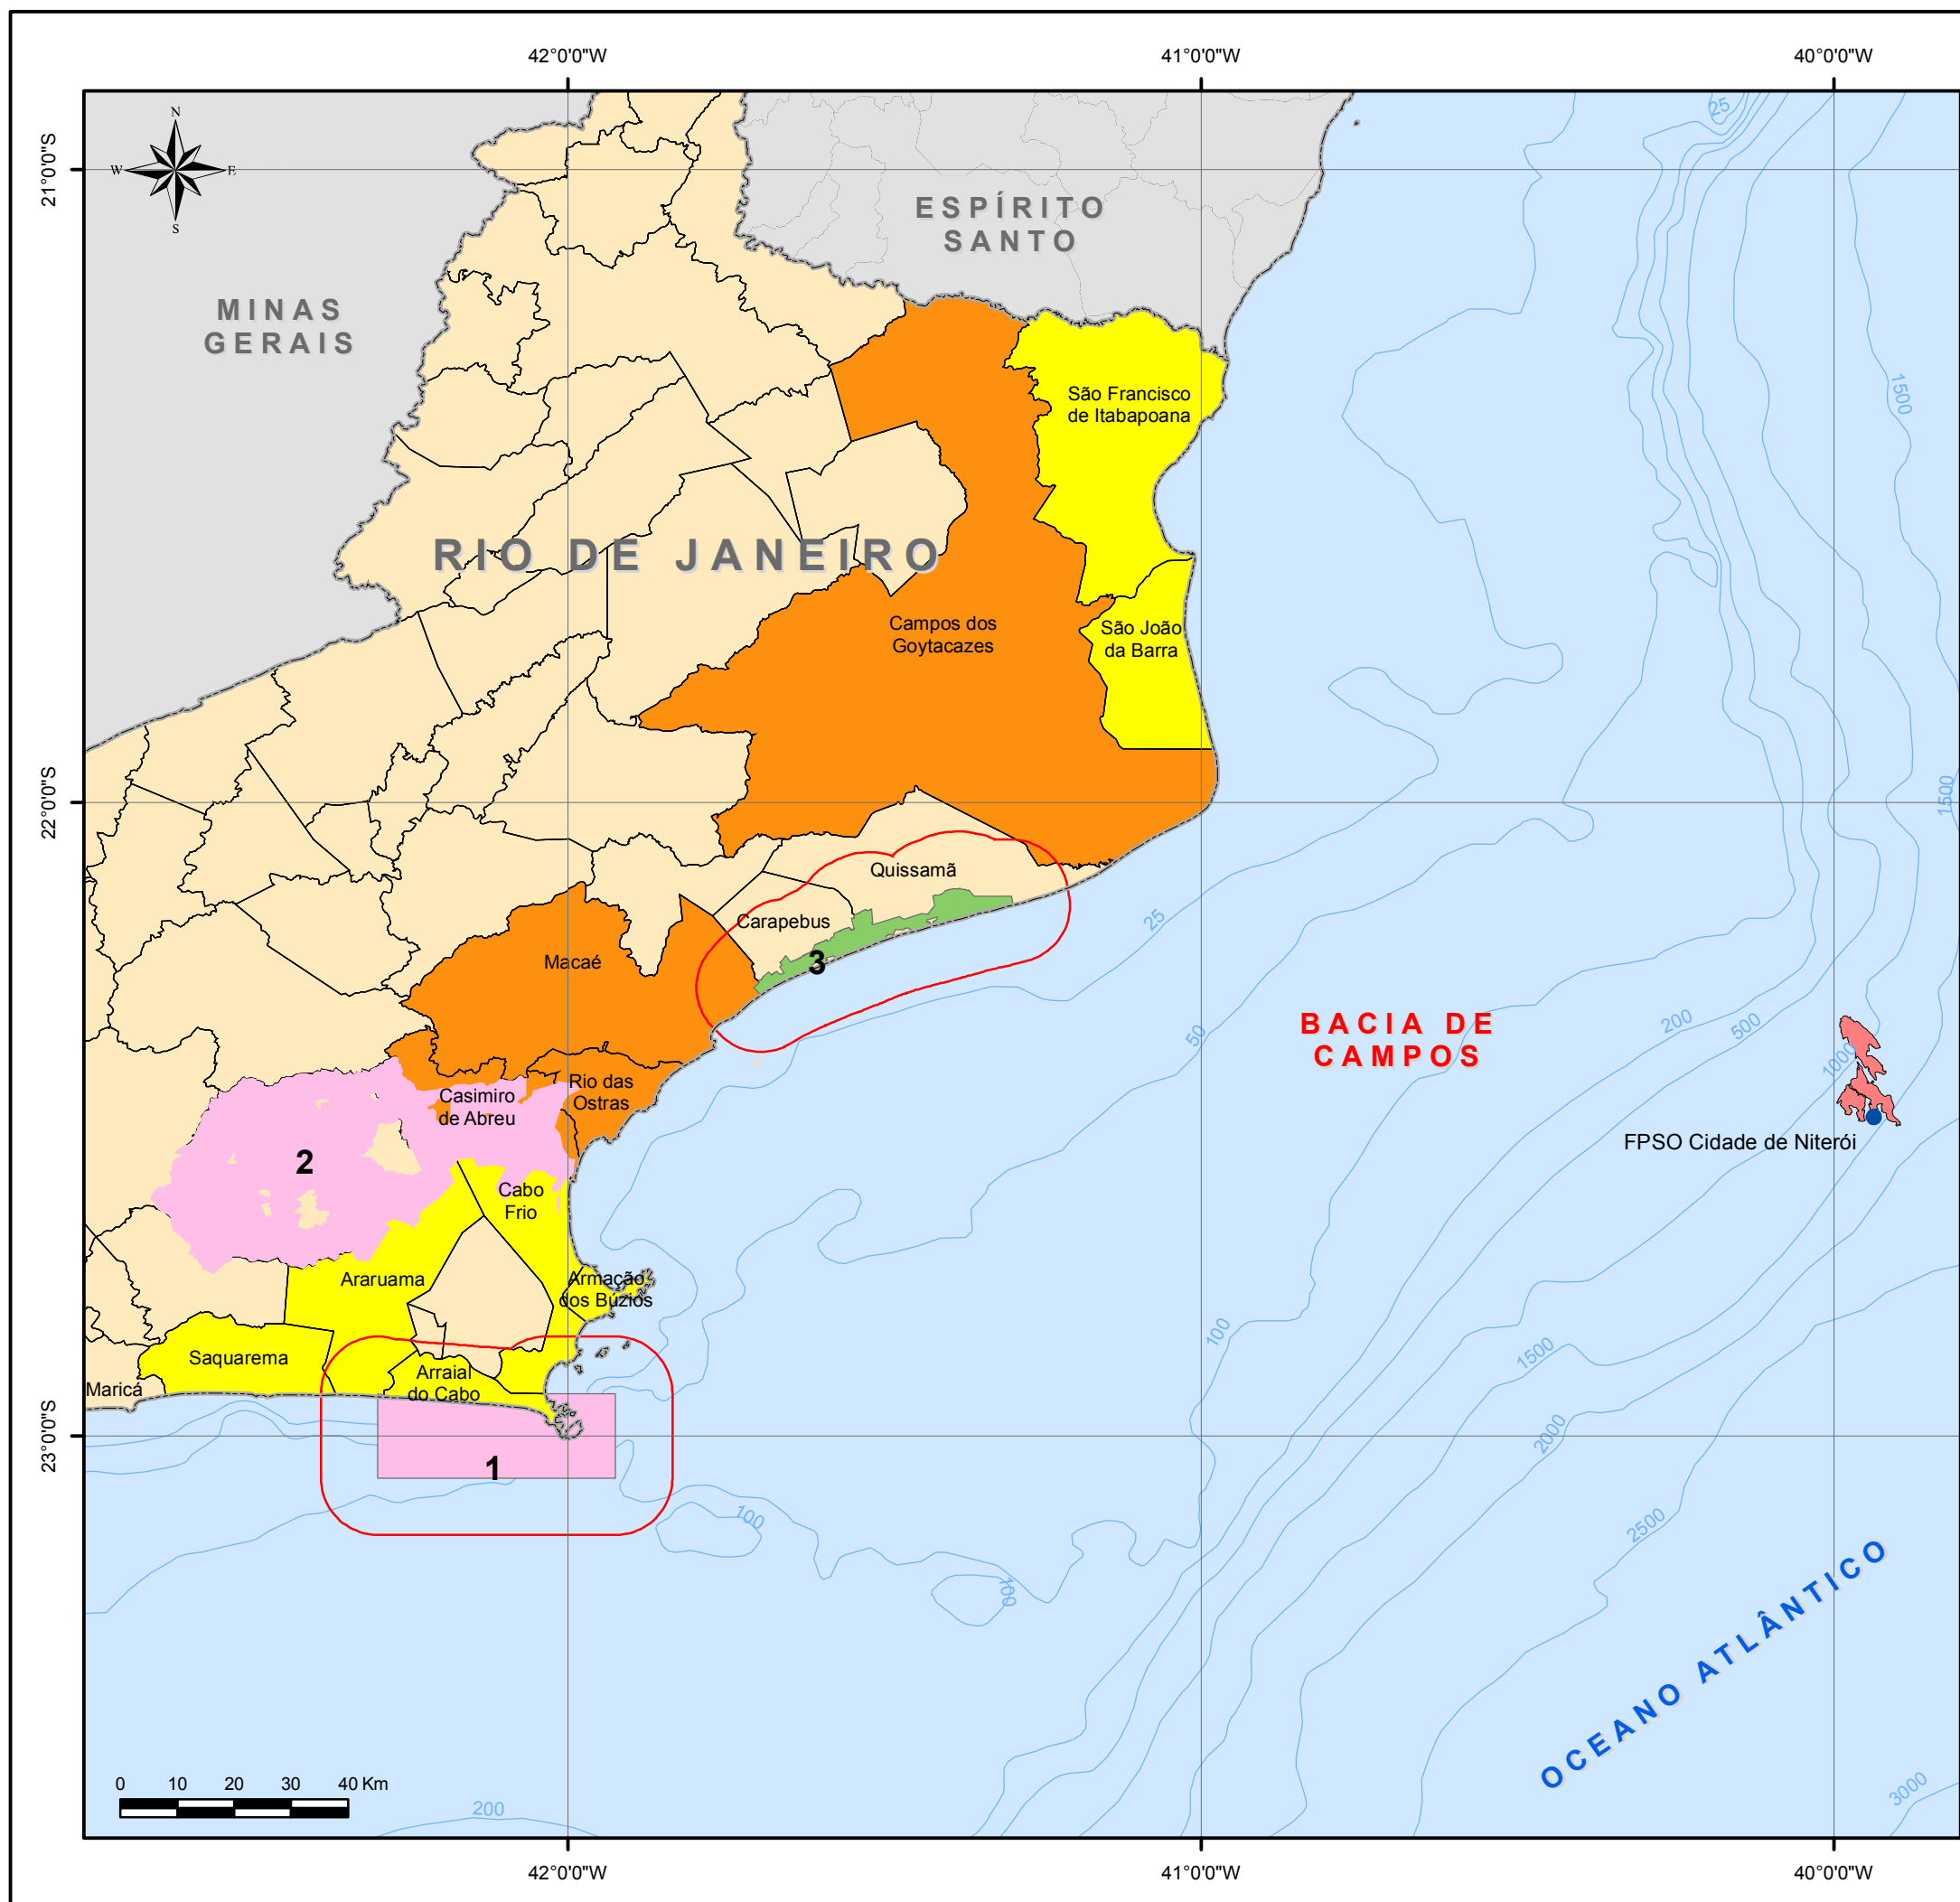 42°0'0"W
41°0'0"W
40°0'0"W
21°0'0"S
22°0'0"S
23°0'0"S
N
W
E
S
25
ESPÍRITO
SANTO
MINAS
GERAIS
1500
São Francisco
de Itabapoana
RIO DE JANEIRO
Campos dos
Goytacazes
São João
da Barra
1500
Quissamã
Carapebus
25
Macaé
3
50
BACIA DE
CAMPOS
200
500
1000
Rio das
Ostras
Casimiro
de Abreu
FPSO Cidade de Niterói
2
Cabo
Frio
Araruama
Armação
dos Búzios
100
1500
Saquarema
Arraial
do Cabo
Maricá
2000
1
100
2500
100
OCEANO ATLÂNTICO
0
10
20
30
40 Km
200
3000
42°0'0"W
41°0'0"W
40°0'0"W